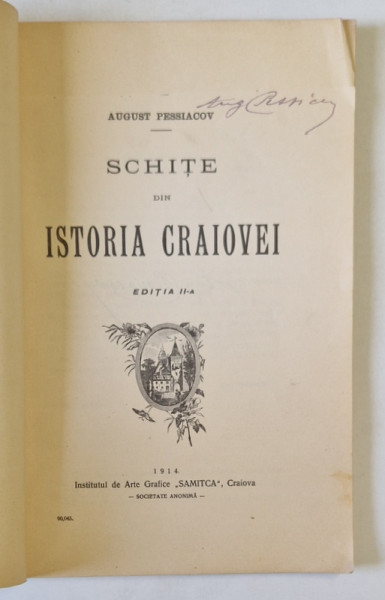 AUGUST PESSIACOV
SCHIȚE
DIN
ISTORIA CRAIOVEI
EDIȚIA II-A
1914.
Institutul de Arte Grafice „SAMITCA“, Craiova
— SOCIETATE ANONIMĂ —